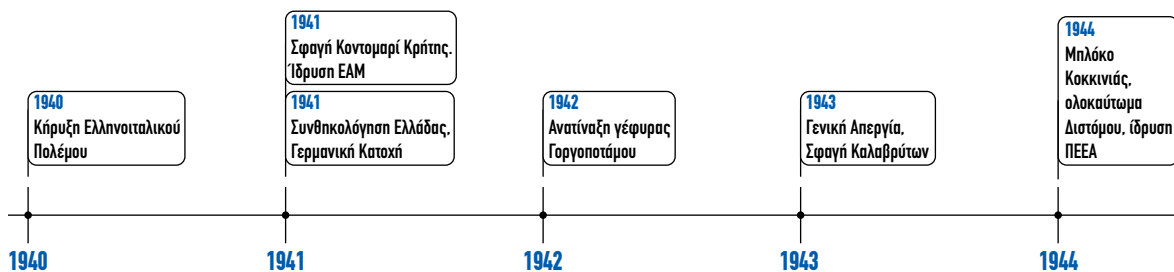 1940
Κήρυξη Ελληνοιταλικού
Πολέμου
1941
Σφαγή Κοντομαρί Κρήτης.
Ίδρυση ΕΑΜ
1941
Συνθηκολόγηση Ελλάδας,
Γερμανική Κατοχή
1942
Ανατίναξη γέφυρας
Γοργοποτάμου
1943
Γενική Απεργία,
Σφαγή Καλαβρύτων
1944
Μπλόκο
Κοκκινιάς,
ολοκαύτωμα
Διστόμου, ίδρυση
ΠΕΕΑ
1940
1941
1942
1943
1944